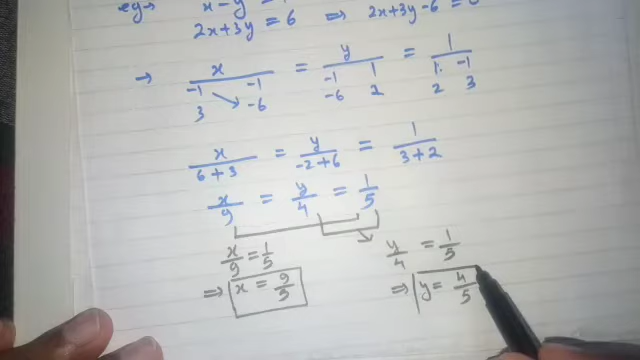 eg→ x-y=
2x+3y=6 ⇒ 2x+3y-6=0
→ x/(-1 -1 3 -6) = y/(-1 1 -6 2) = 1/(1 -1 2 3)
x/(6+3) = y/(-2+6) = 1/(3+2)
x/9 = y/4 = 1/5
x/9 = 1/5 y/4 = 1/5
⇒ x = 9/5 ⇒ y = 4/5